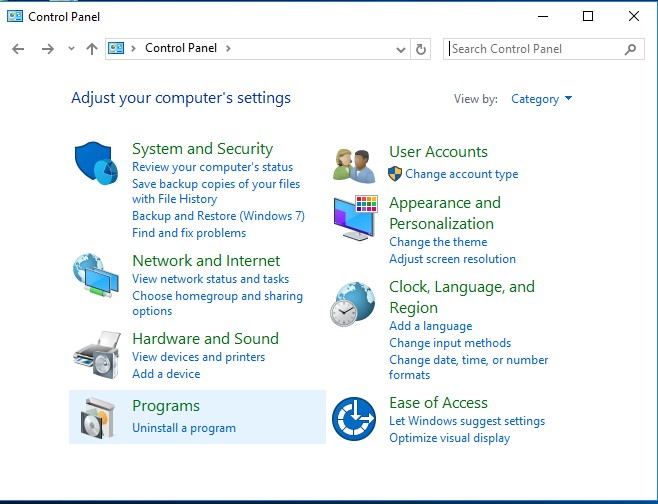 Control Panel
Control Panel
Search Control Panel
Adjust your computer's settings
View by: Category
System and Security
Review your computer's status
Save backup copies of your files
with File History
Backup and Restore (Windows 7)
Find and fix problems
Network and Internet
View network status and tasks
Choose homegroup and sharing
options
Hardware and Sound
View devices and printers
Add a device
Programs
Uninstall a program
User Accounts
Change account type
Appearance and
Personalization
Change the theme
Adjust screen resolution
Clock, Language, and
Region
Add a language
Change input methods
Change date, time, or number
formats
Ease of Access
Let Windows suggest settings
Optimize visual display